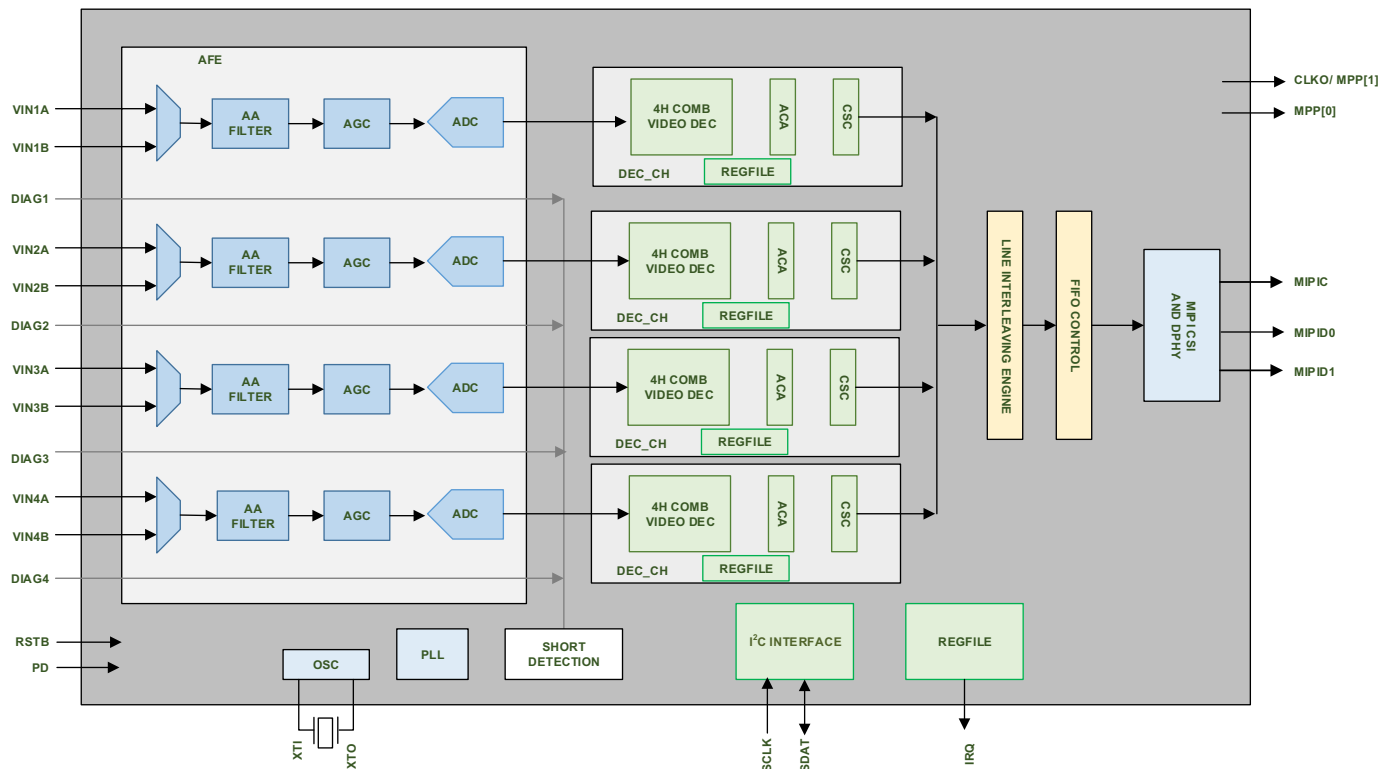 AFE
VIN1A
VIN1B
AA
FILTER
AGC
ADC
4H COMB
VIDEO DEC
ACA
CSC
DEC_CH
REGFILE
CLKO/ MPP[1]
MPP[0]
DIAG1
VIN2A
VIN2B
AA
FILTER
AGC
ADC
4H COMB
VIDEO DEC
ACA
CSC
REGFILE
DEC_CH
DIAG2
VIN3A
VIN3B
AA
FILTER
AGC
ADC
4H COMB
VIDEO DEC
ACA
CSC
REGFILE
DEC_CH
DIAG3
VIN4A
VIN4B
AA
FILTER
AGC
ADC
4H COMB
VIDEO DEC
ACA
CSC
REGFILE
DEC_CH
DIAG4
LINE INTERLEAVING ENGINE
FIFO CONTROL
MIPI CSI
AND DPHY
MIPIC
MIPID0
MIPID1
RSTB
PD
OSC
PLL
SHORT
DETECTION
I²C INTERFACE
REGFILE
XTI
XTO
SCLK
SDAT
IRQ